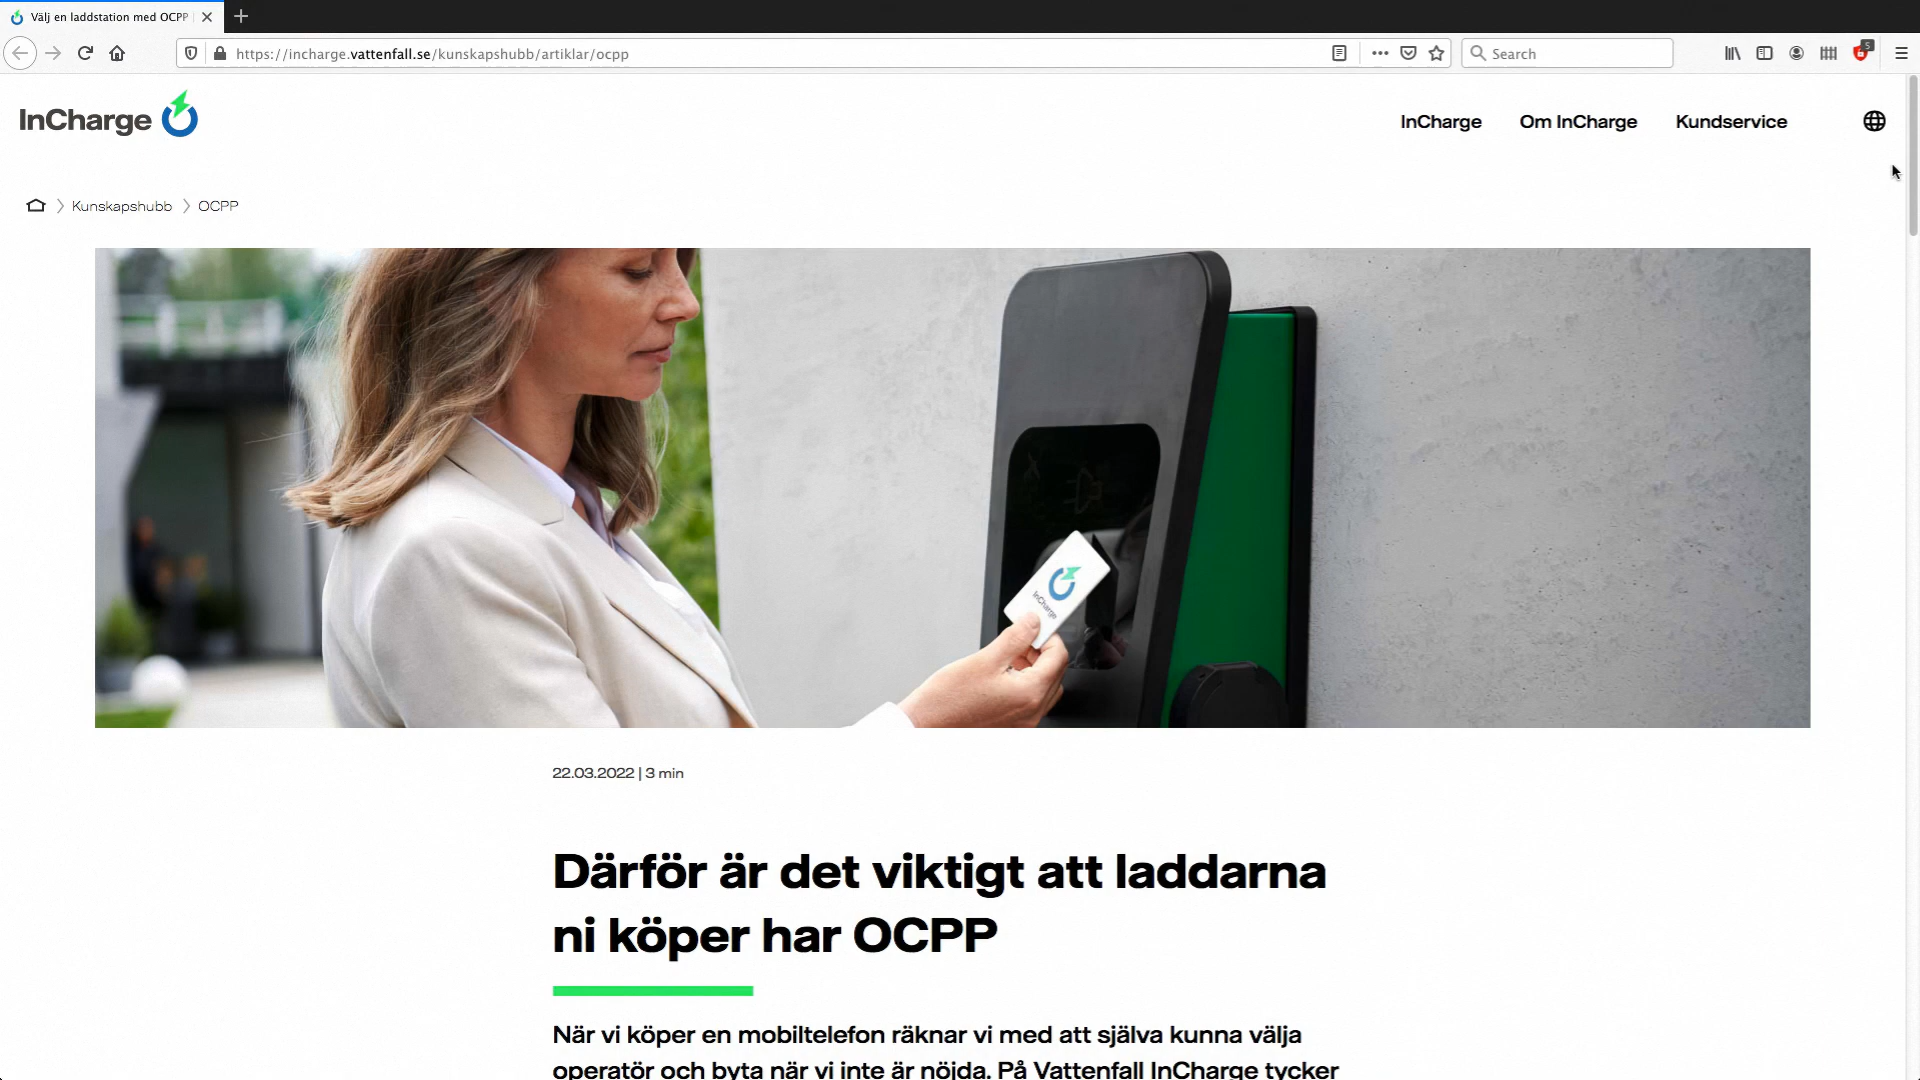 Välj en laddstation med OCPP
https://incharge.vattenfall.se/kunskapshubb/artiklar/ocpp
Search
5
InCharge
InCharge
Om InCharge
Kundservice
Kunskapshubb
OCPP
InCharge
22.03.2022 | 3 min
Därför är det viktigt att laddarna
ni köper har OCPP
När vi köper en mobiltelefon räknar vi med att själva kunna välja
operatör och byta när vi inte är nöjda. På Vattenfall InCharge tycker